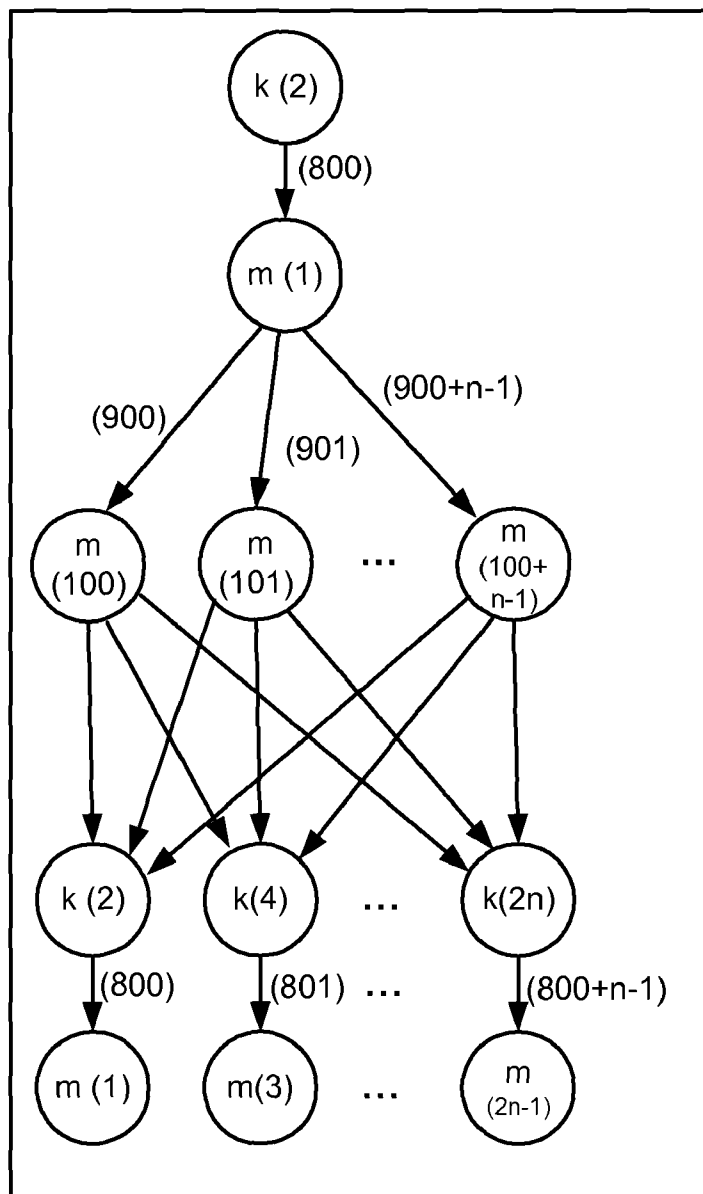 k (2)
(800)
m (1)
(900)
(901)
(900+n-1)
m
(100)
m
(101)
...
m
(100+
n-1)
k (2)
k(4)
...
k(2n)
(800)
(801)
...
(800+n-1)
m (1)
m(3)
...
m
(2n-1)